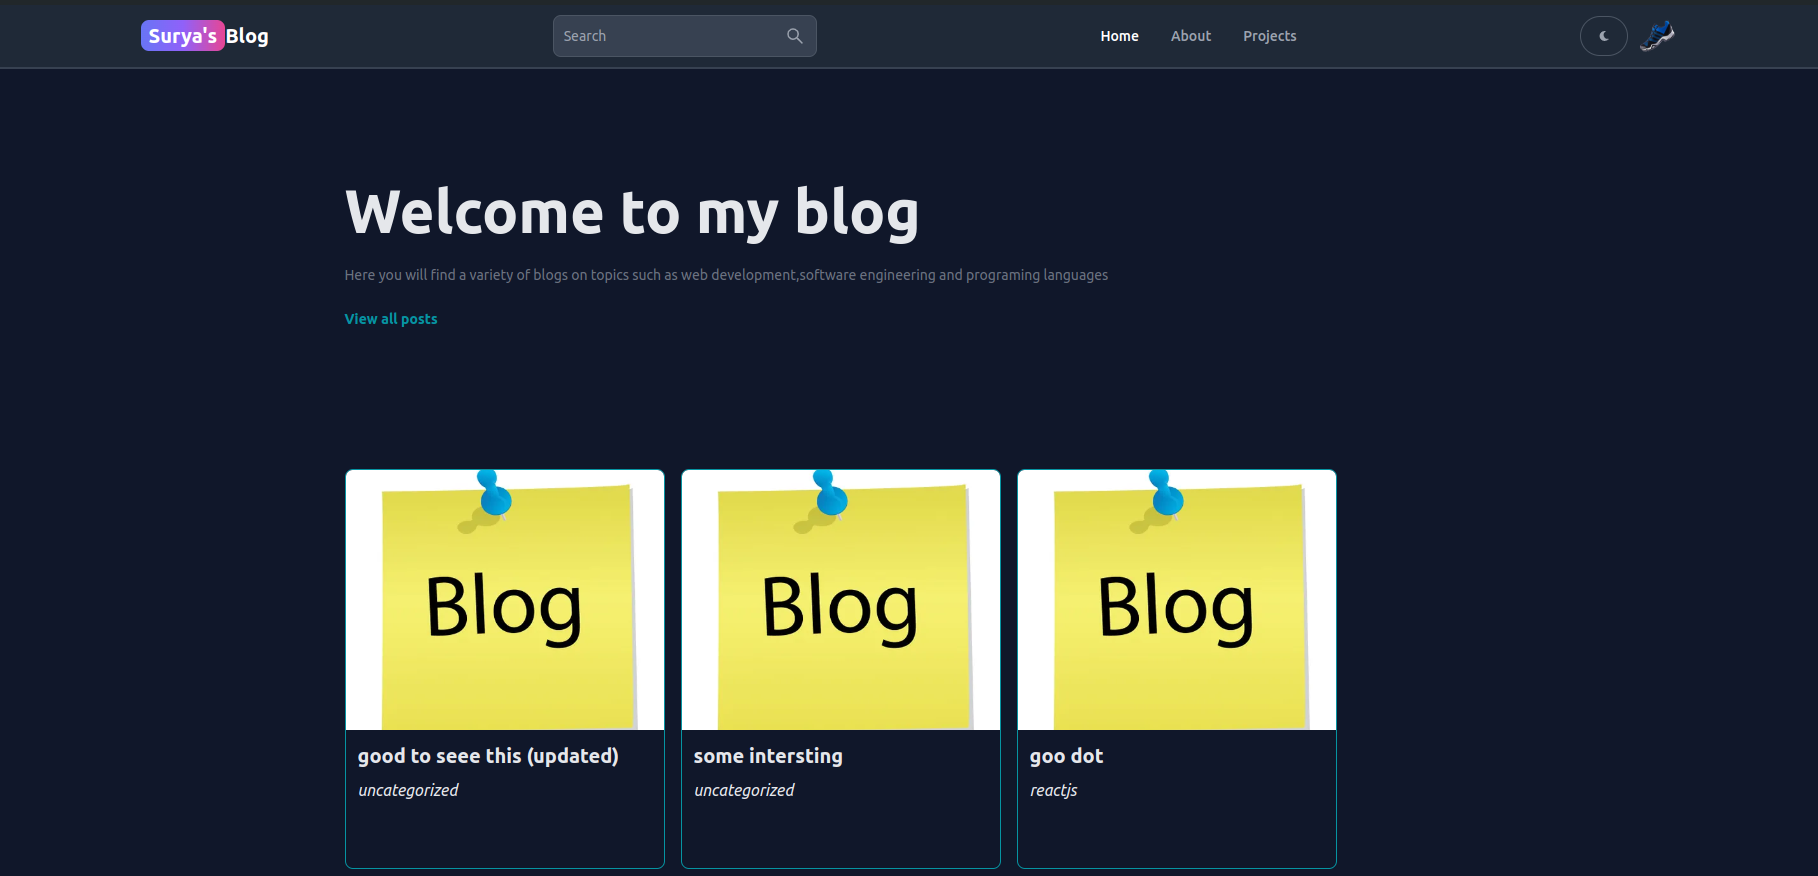 Surya's Blog
Search
Home
About
Projects
Welcome to my blog
Here you will find a variety of blogs on topics such as web development,software engineering and programing languages
View all posts
Blog
good to seee this (updated)
uncategorized
Blog
some intersting
uncategorized
Blog
goo dot
reactjs